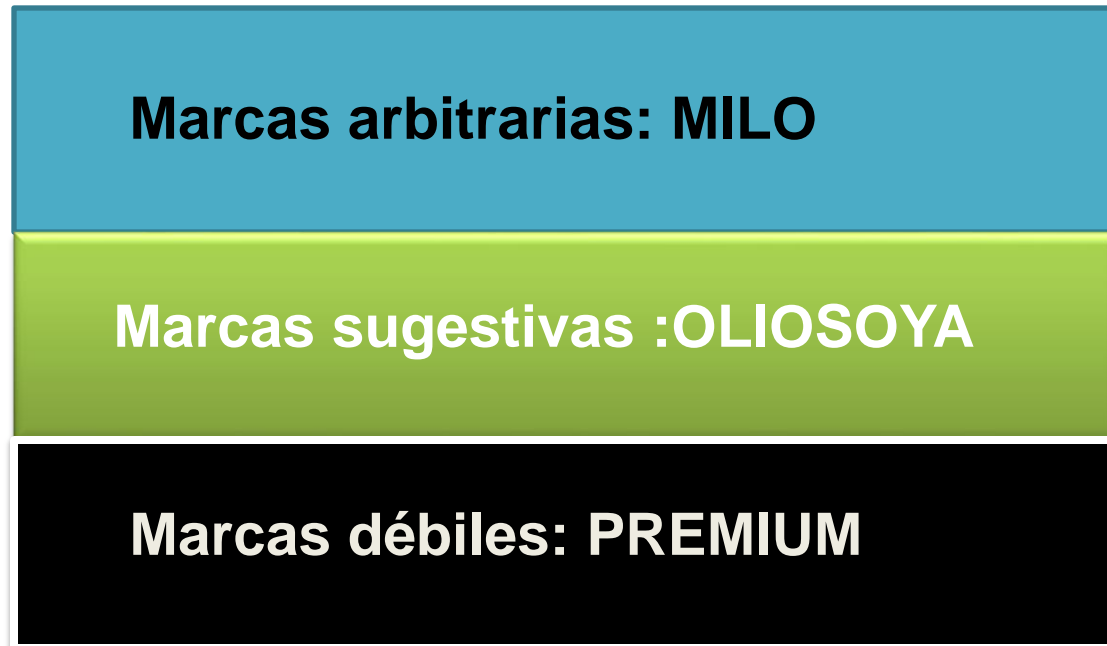 Marcas arbitrarias: MILO
Marcas sugestivas :OLIOSOYA
Marcas débiles: PREMIUM